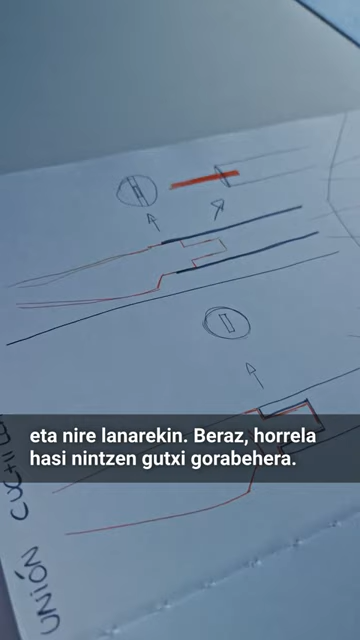 eta nire lanarekin. Beraz, horrela
hasi nintzen gutxi gorabehera.
UNIÓN